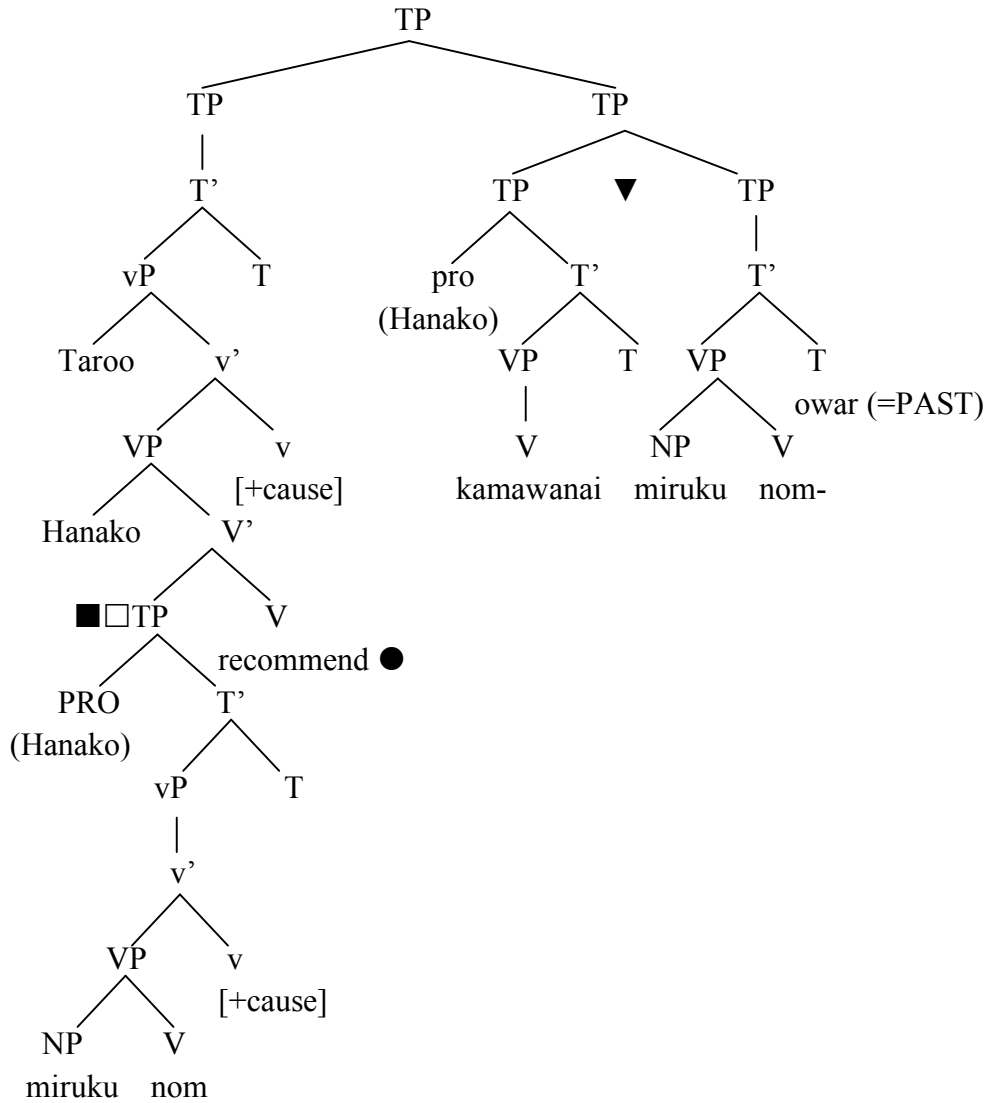 TP
TP TP
T’ TP ▼ TP
vP T pro T’ T’
(Hanako)
Taroo v’ VP T VP T
owar (=PAST)
VP v V NP V
[+cause] kamawanai miruku nom-
Hanako V’
■□TP V
recommend ●
PRO T’
(Hanako)
vP T
v’
VP v
[+cause]
NP V
miruku nom